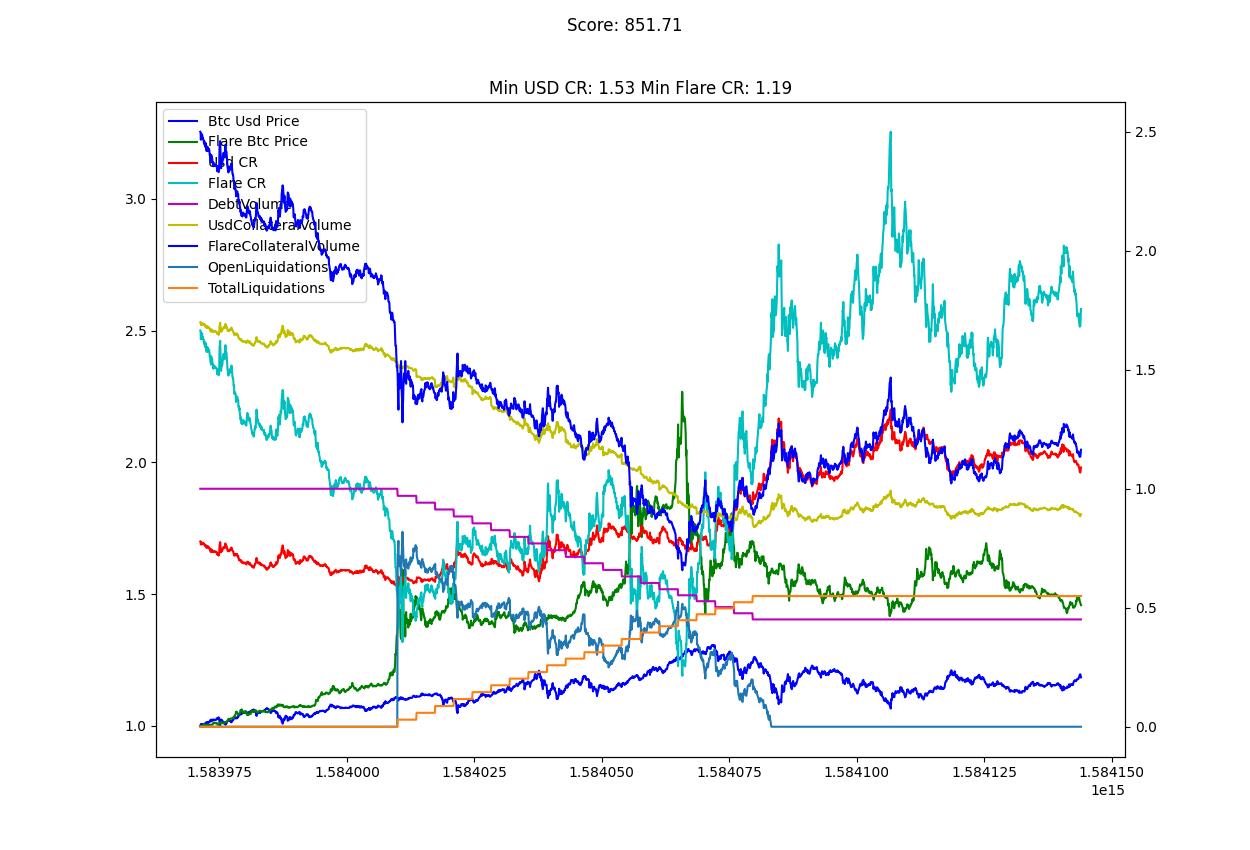 Score: 851.71
Min USD CR: 1.53 Min Flare CR: 1.19
Btc Usd Price
Flare Btc Price
Usd CR
Flare CR
DebtVolume
UsdCollateralVolume
FlareCollateralVolume
OpenLiquidations
TotalLiquidations
3.0
2.5
2.0
1.5
1.0
2.5
2.0
1.5
1.0
0.5
0.0
1.583975
1.584000
1.584025
1.584050
1.584075
1.584100
1.584125
1.584150
1e15